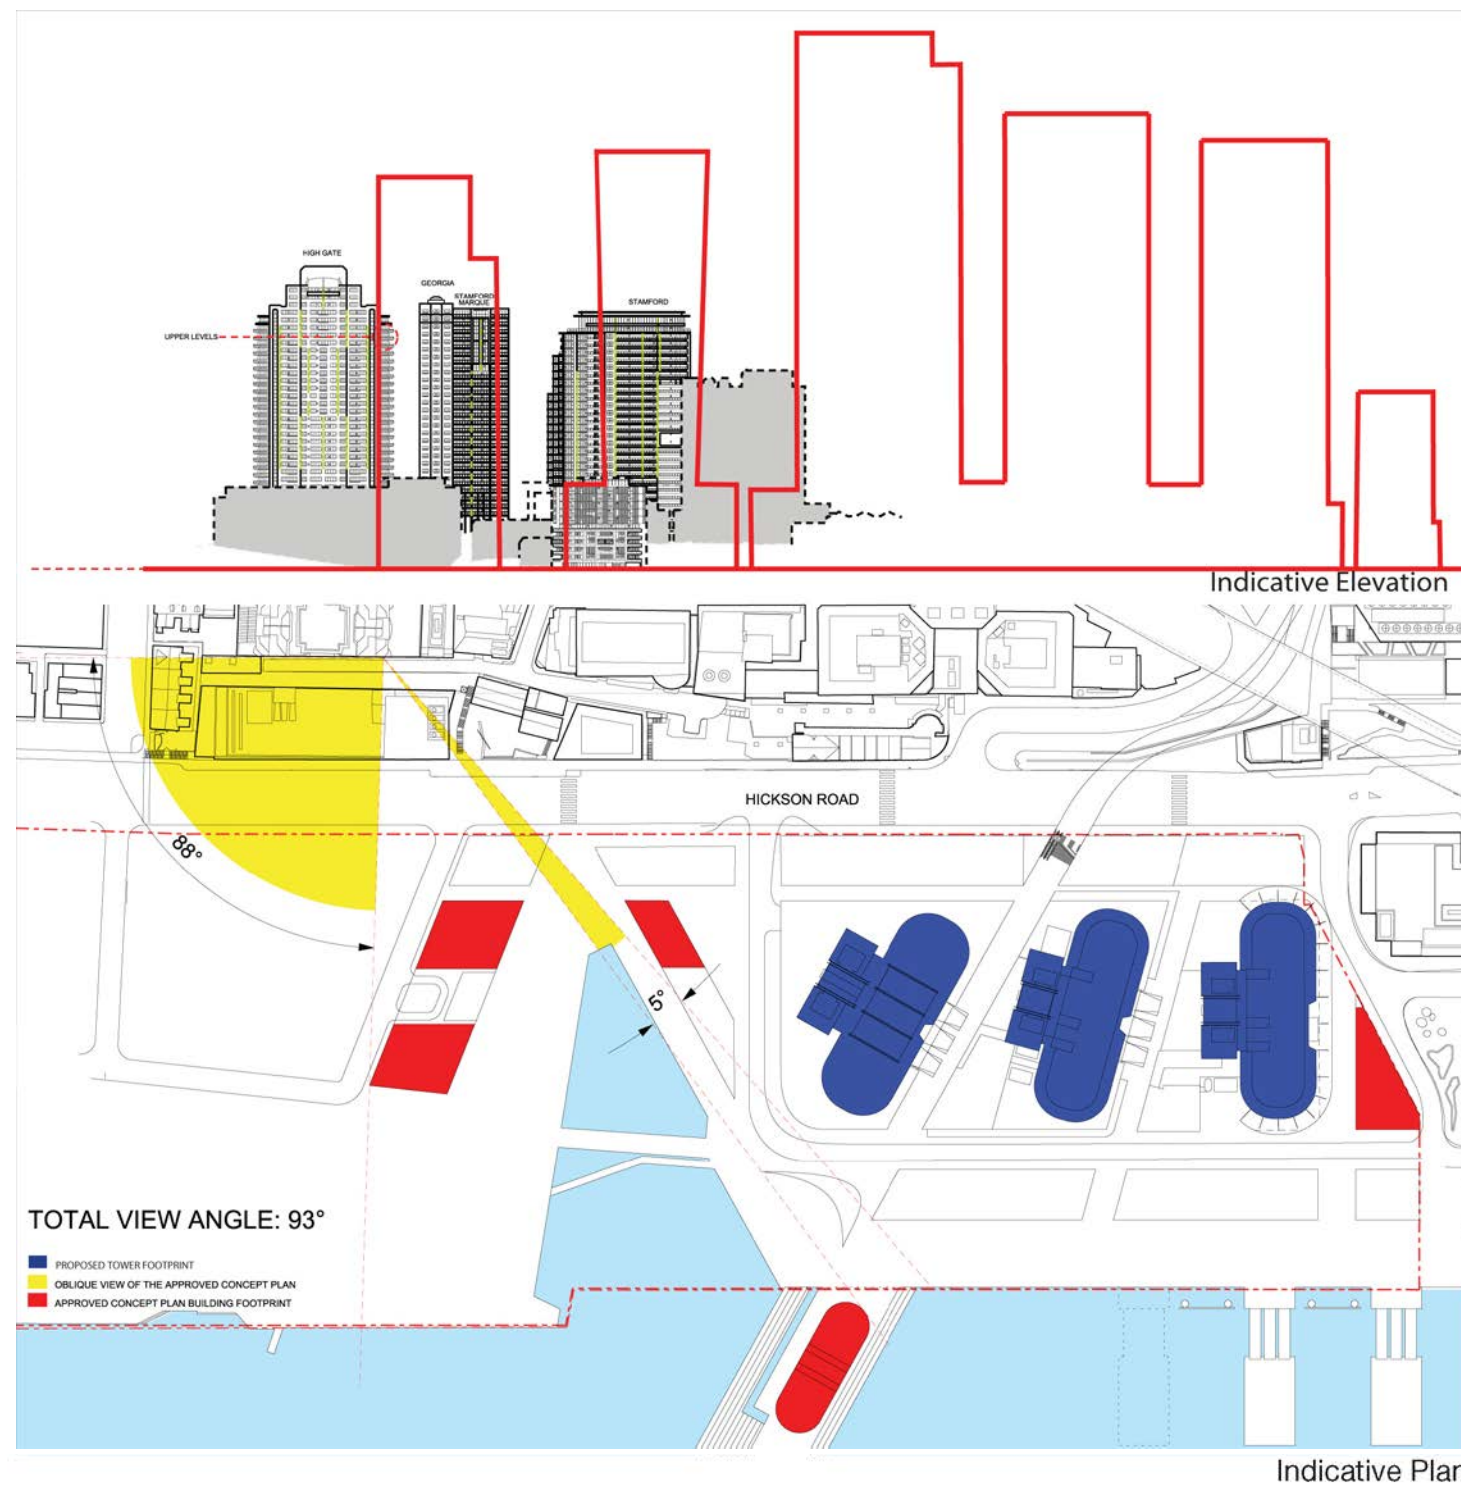 HIGH GATE
GEORGIA
STAMFORD
MARQUE
STAMFORD
UPPER LEVELS
Indicative Elevation
HICKSON ROAD
88°
5°
TOTAL VIEW ANGLE: 93°
PROPOSED TOWER FOOTPRINT
OBLIQUE VIEW OF THE APPROVED CONCEPT PLAN
APPROVED CONCEPT PLAN BUILDING FOOTPRINT
Indicative Plan